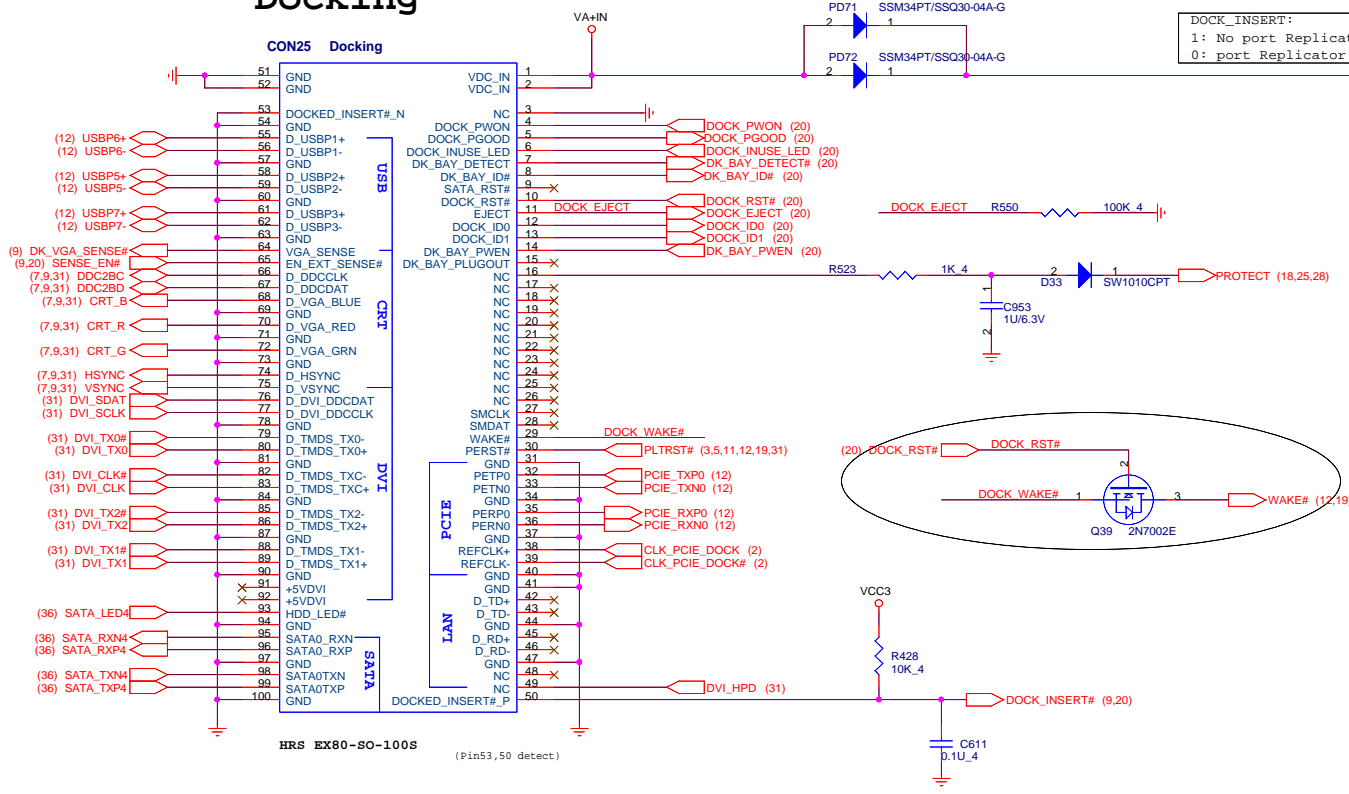 Docking
CON25 Docking
VA+IN
PD71 SSM34PT/SSQ30-04A-G
2 1
PD72 SSM34PT/SSQ30-04A-G
2 1
DOCK_INSERT:
1: No port Replicat
0: port Replicator
51 GND VDC_IN 1
52 GND VDC_IN 2
53 DOCKED_INSERT#_N NC 3
54 GND DOCK_PWON 4 DOCK_PWON (20)
(12) USBP6+ 55 D_USBP1+ DOCK_PGOOD 5 DOCK_PGOOD (20)
(12) USBP6- 56 D_USBP1- DOCK_INUSE_LED 6 DOCK_INUSE_LED (20)
57 GND DK_BAY_DETECT 7 DK_BAY_DETECT# (20)
(12) USBP5+ 58 D_USBP2+ DK_BAY_ID# 8 DK_BAY_ID# (20)
(12) USBP5- 59 D_USBP2- SATA_RST# 9
60 GND DOCK_RST# 10 DOCK_RST# (20)
(12) USBP7+ 61 D_USBP3+ EJECT 11 DOCK_EJECT DOCK_EJECT (20)
(12) USBP7- 62 D_USBP3- DOCK_ID0 12 DOCK_ID0 (20)
63 GND DOCK_ID1 13 DOCK_ID1 (20)
(9) DK_VGA_SENSE# 64 VGA_SENSE DK_BAY_PWEN 14 DK_BAY_PWEN (20)
(9,20) SENSE_EN# 65 EN_EXT_SENSE# DK_BAY_PLUGOUT 15
(7,9,31) DDC2BC 66 D_DDCCLK NC 16
(7,9,31) DDC2BD 67 D_DDCDAT NC 17
(7,9,31) CRT_B 68 D_VGA_BLUE NC 18
69 GND NC 19
(7,9,31) CRT_R 70 D_VGA_RED NC 20
71 GND NC 21
(7,9,31) CRT_G 72 D_VGA_GRN NC 22
73 GND NC 23
(7,9,31) HSYNC 74 D_HSYNC NC 24
(7,9,31) VSYNC 75 D_VSYNC NC 25
(31) DVI_SDAT 76 D_DVI_DDCDAT NC 26
(31) DVI_SCLK 77 D_DVI_DDCCLK SMCLK 27
78 GND SMDAT 28
(31) DVI_TX0# 79 D_TMDS_TX0- WAKE# 29 DOCK_WAKE#
(31) DVI_TX0 80 D_TMDS_TX0+ PERST# 30 PLTRST# (3,5,11,12,19,31)
81 GND GND 31
(31) DVI_CLK# 82 D_TMDS_TXC- PETP0 32 PCIE_TXP0 (12)
(31) DVI_CLK 83 D_TMDS_TXC+ PETN0 33 PCIE_TXN0 (12)
84 GND GND 34
(31) DVI_TX2# 85 D_TMDS_TX2- PERP0 35 PCIE_RXP0 (12)
(31) DVI_TX2 86 D_TMDS_TX2+ PERN0 36 PCIE_RXN0 (12)
87 GND GND 37
(31) DVI_TX1# 88 D_TMDS_TX1- REFCLK+ 38 CLK_PCIE_DOCK (2)
(31) DVI_TX1 89 D_TMDS_TX1+ REFCLK- 39 CLK_PCIE_DOCK# (2)
90 GND GND 40
91 +5VDVI GND 41
92 +5VDVI D_TD+ 42
(36) SATA_LED4 93 HDD_LED# D_TD- 43
94 GND GND 44
(36) SATA_RXN4 95 SATA0_RXN D_RD+ 45
(36) SATA_RXP4 96 SATA0_RXP D_RD- 46
97 GND GND 47
(36) SATA_TXN4 98 SATA0TXN NC 48
(36) SATA_TXP4 99 SATA0TXP NC 49 DVI_HPD (31)
100 GND DOCKED_INSERT#_P 50
USB
CRT
DVI
SATA
PCIE
LAN
HRS EX80-SO-100S
(Pin53,50 detect)
DOCK_EJECT R550 100K_4
R523 1K_4 2 1 PROTECT (18,25,28)
D33 SW1010CPT
1
C953
1U/6.3V
2
(20) DOCK_RST# DOCK_RST#
2
DOCK_WAKE# 1 3 WAKE# (12,19)
Q39 2N7002E
VCC3
R428
10K_4
DOCK_INSERT# (9,20)
C611
0.1U_4